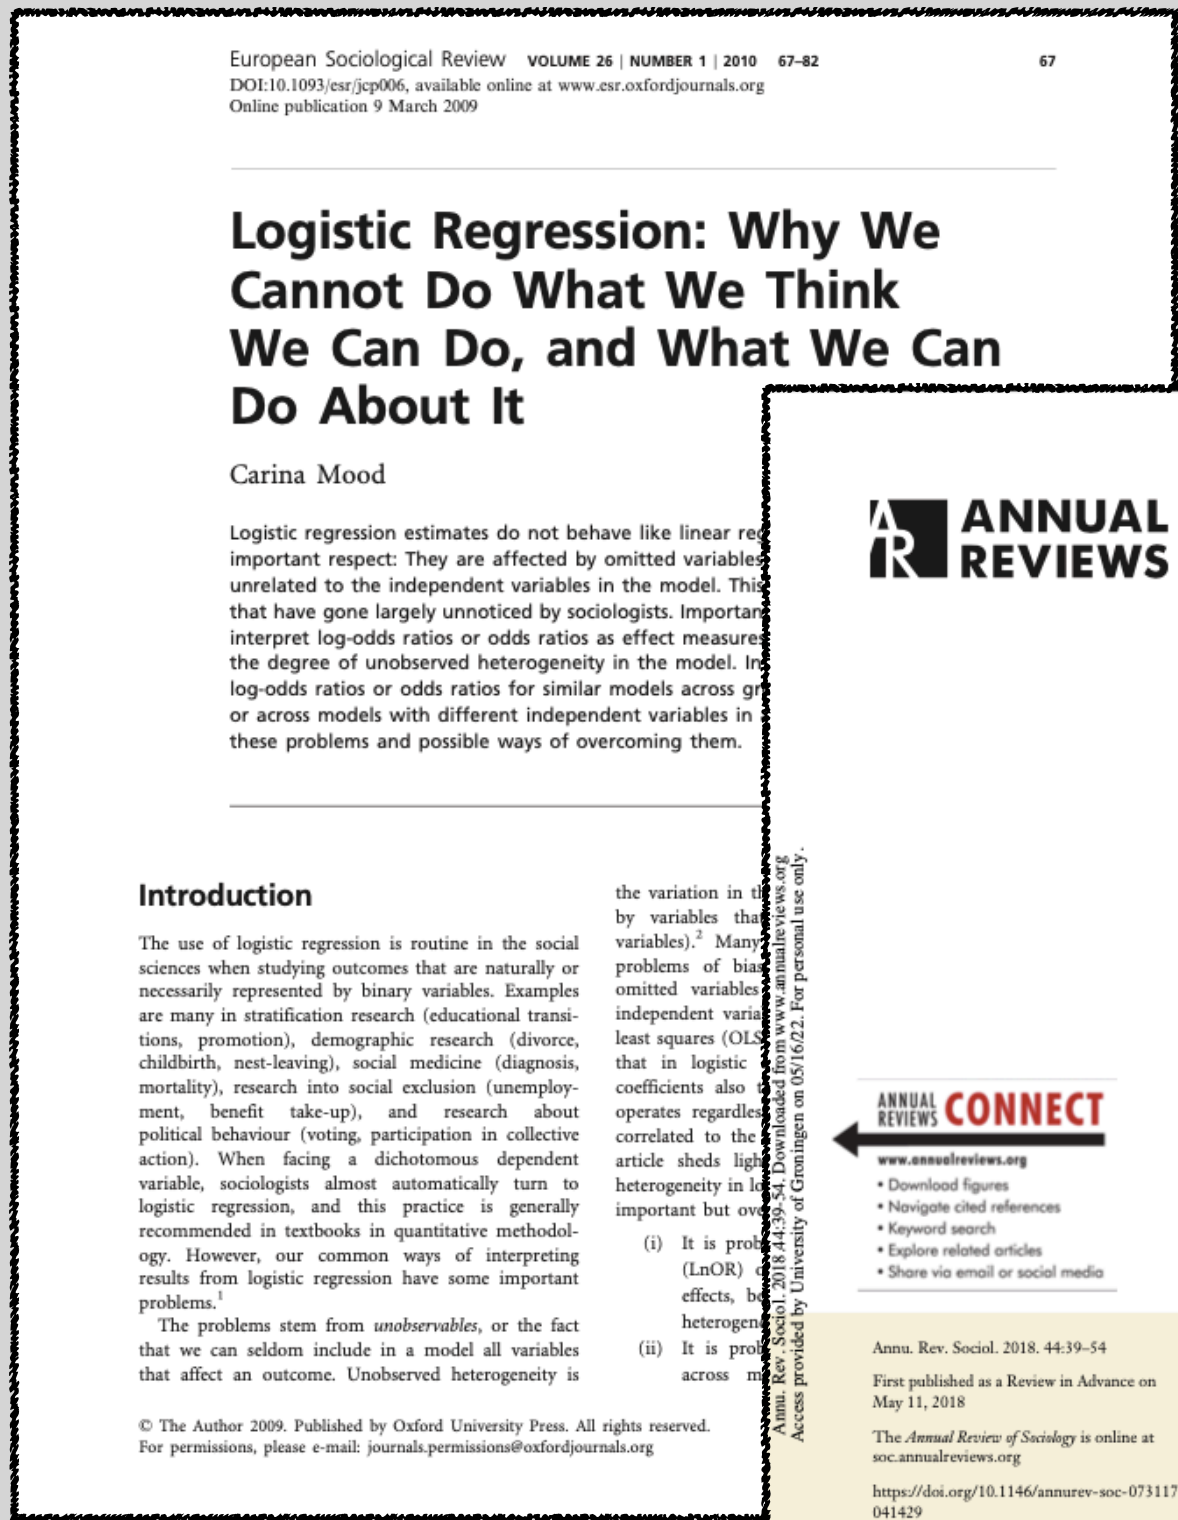 European Sociological Review VOLUME 26 | NUMBER 1 | 2010 67–82 67
DOI:10.1093/esr/jcp006, available online at www.esr.oxfordjournals.org
Online publication 9 March 2009
Logistic Regression: Why We
Cannot Do What We Think
We Can Do, and What We Can
Do About It
Carina Mood
Logistic regression estimates do not behave like linear
important respect: They are affected by omitted variables
unrelated to the independent variables in the model. This
that have gone largely unnoticed by sociologists.
interpret log-odds ratios or odds ratios as effect measures
the degree of unobserved heterogeneity in the model. In
log-odds ratios or odds ratios for similar models across
or across models with different independent variables in
these problems and possible ways of overcoming them.
Introduction
The use of logistic regression is routine in the social
sciences when studying outcomes that are naturally or
necessarily represented by binary variables. Examples
are many in stratification research (educational transi-
tions, promotion), demographic research (divorce,
childbirth, nest-leaving), social medicine (diagnosis,
mortality), research into social exclusion (unemploy-
ment, benefit take-up), and research about
political behaviour (voting, participation in collective
action). When facing a dichotomous dependent
variable, sociologists almost automatically turn to
logistic regression, and this practice is generally
recommended in textbooks in quantitative methodol-
ogy. However, our common ways of interpreting
results from logistic regression have some important
problems.1
The problems stem from unobservables, or the fact
that we can seldom include in a model all variables
that affect an outcome. Unobserved heterogeneity is
the variation in
by variables
variables).2 Many
problems of
omitted variables
independent
least squares
that in logistic
coefficients also
operates
correlated to the
article sheds
heterogeneity in
important but
(i) It is
(LnOR)
effects,
(ii) It is
across
© The Author 2009. Published by Oxford University Press. All rights reserved.
For permissions, please e-mail: journals.permissions@oxfordjournals.org
Annu. Rev. Sociol. 2018.44:39-54. Downloaded from www.annualreviews.org
Access provided by University of Groningen on 05/16/22. For personal use only.
AR ANNUAL
REVIEWS
ANNUAL
REVIEWS CONNECT
www.annualreviews.org
• Download figures
• Navigate cited references
• Keyword search
• Explore related articles
• Share via email or social media
Annu. Rev. Sociol. 2018. 44:39–54
First published as a Review in Advance on
May 11, 2018
The Annual Review of Sociology is online at
soc.annualreviews.org
https://doi.org/10.1146/annurev-soc-073117
041429